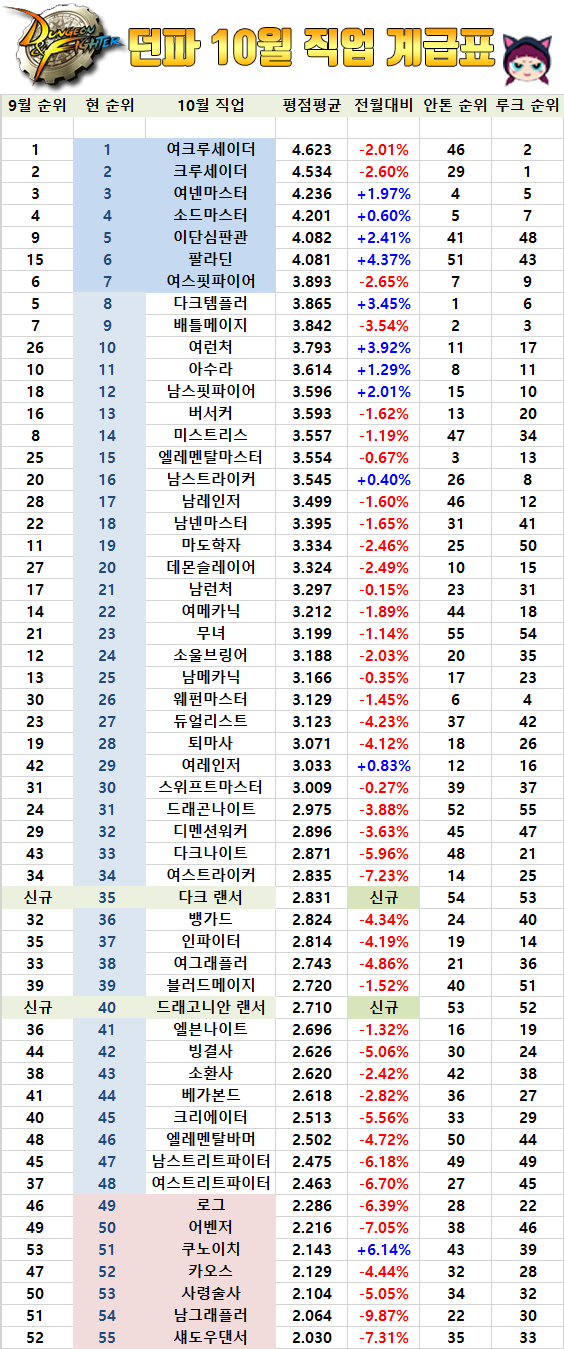 DUNGEON & FIGHTER
던파 10월 직업 계급표
9월 순위 현 순위 10월 직업 평점평균 전월대비 안톤 순위 루크 순위
1 1 여크루세이더 4.623 -2.01% 46 2
2 2 크루세이더 4.534 -2.60% 29 1
3 3 여넨마스터 4.236 +1.97% 4 5
4 4 소드마스터 4.201 +0.60% 5 7
9 5 이단심판관 4.082 +2.41% 41 48
15 6 팔라딘 4.081 +4.37% 51 43
6 7 여스핏파이어 3.893 -2.65% 7 9
5 8 다크템플러 3.865 +3.45% 1 6
7 9 배틀메이지 3.842 -3.54% 2 3
26 10 여런처 3.793 +3.92% 11 17
10 11 아수라 3.614 +1.29% 8 11
18 12 남스핏파이어 3.596 +2.01% 15 10
16 13 버서커 3.593 -1.62% 13 20
8 14 미스트리스 3.557 -1.19% 47 34
25 15 엘레멘탈마스터 3.554 -0.67% 3 13
20 16 남스트라이커 3.545 +0.40% 26 8
28 17 남레인저 3.499 -1.60% 46 12
22 18 남넨마스터 3.395 -1.65% 31 41
11 19 마도학자 3.334 -2.46% 25 50
27 20 데몬슬레이어 3.324 -2.49% 10 15
17 21 남런처 3.297 -0.15% 23 31
14 22 여메카닉 3.212 -1.89% 44 18
21 23 무녀 3.199 -1.14% 55 54
12 24 소울브링어 3.188 -2.03% 20 35
13 25 남메카닉 3.166 -0.35% 17 23
30 26 웨펀마스터 3.129 -1.45% 6 4
23 27 듀얼리스트 3.123 -4.23% 37 42
19 28 퇴마사 3.071 -4.12% 18 26
42 29 여레인저 3.033 +0.83% 12 16
31 30 스위프트마스터 3.009 -0.27% 39 37
24 31 드래곤나이트 2.975 -3.88% 52 55
29 32 디멘션워커 2.896 -3.63% 45 47
43 33 다크나이트 2.871 -5.96% 48 21
34 34 여스트라이커 2.835 -7.23% 14 25
신규 35 다크 랜서 2.831 신규 54 53
32 36 뱅가드 2.824 -4.34% 24 40
35 37 인파이터 2.814 -4.19% 19 14
33 38 여그래플러 2.743 -4.86% 21 36
39 39 블러드메이지 2.720 -1.52% 40 51
신규 40 드래고니안 랜서 2.710 신규 53 52
36 41 엘븐나이트 2.696 -1.32% 16 19
44 42 빙결사 2.626 -5.06% 30 24
38 43 소환사 2.620 -2.42% 42 38
41 44 베가본드 2.618 -2.82% 36 27
40 45 크리에이터 2.513 -5.56% 33 29
48 46 엘레멘탈바머 2.502 -4.72% 50 44
45 47 남스트리트파이터 2.475 -6.18% 49 49
37 48 여스트리트파이터 2.463 -6.70% 27 45
46 49 로그 2.286 -6.39% 28 22
49 50 어벤저 2.216 -7.05% 38 46
53 51 쿠노이치 2.143 +6.14% 43 39
47 52 카오스 2.129 -4.44% 32 28
50 53 사령술사 2.104 -5.05% 34 32
51 54 남그래플러 2.064 -9.87% 22 30
52 55 섀도우댄서 2.030 -7.31% 35 33